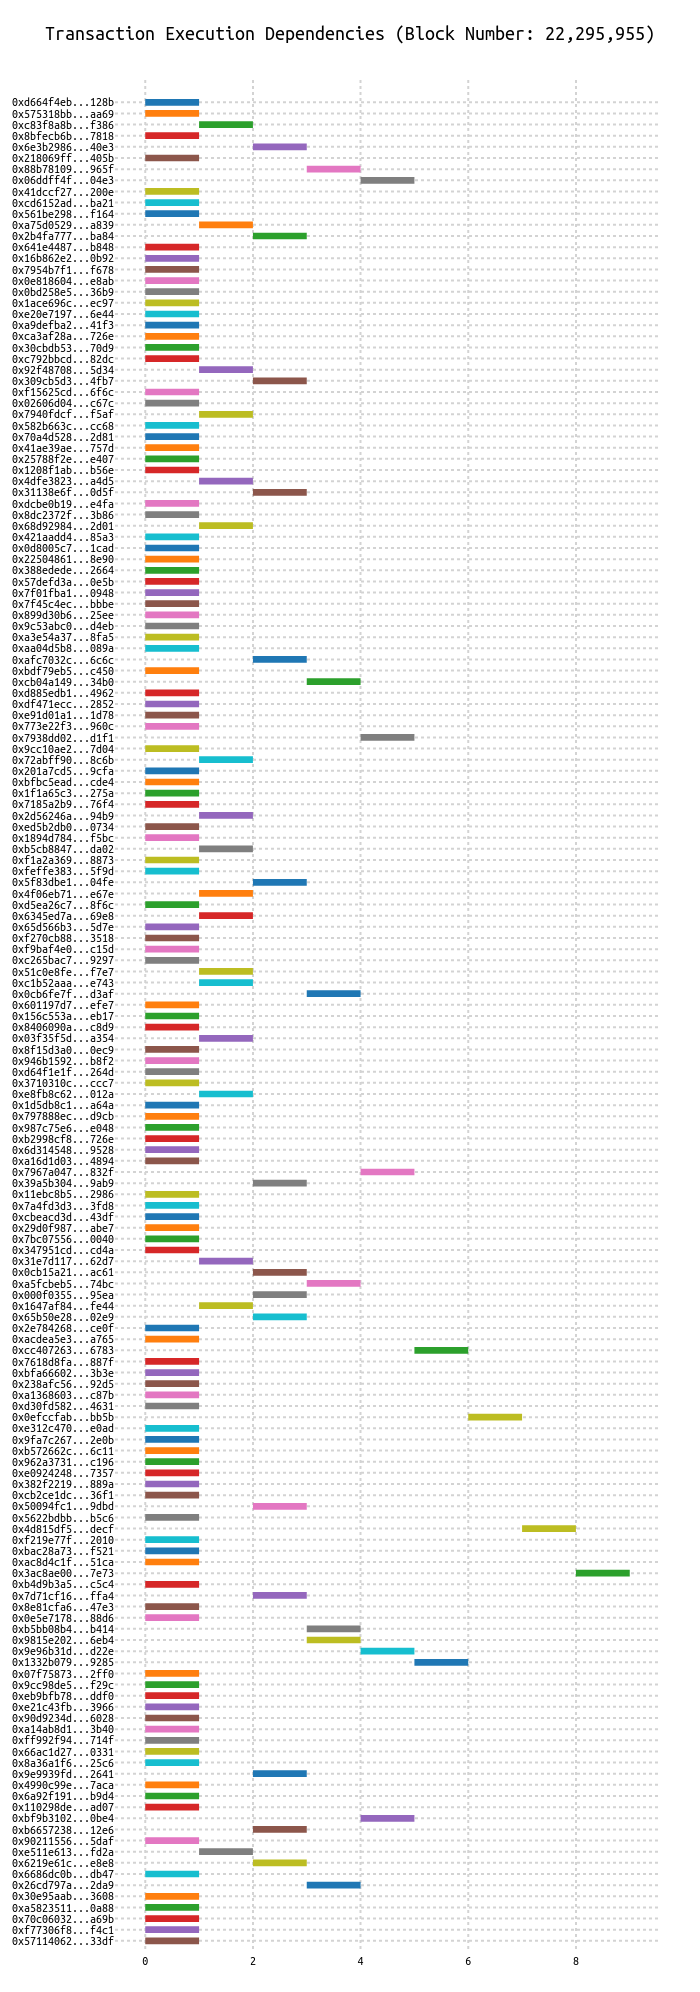 Transaction Execution Dependencies (Block Number: 22,295,955)
0xd664f4eb...128b
0x575318bb...aa69
0xc83f8a8b...f386
0x8bfecb6b...7818
0x6e3b2986...40e3
0x218069ff...405b
0x88b78109...965f
0x06ddff4f...04e3
0x41dccf27...200e
0xcd6152ad...ba21
0x561be298...f164
0xa75d0529...a839
0x2b4fa777...ba84
0x641e4487...b848
0x16b862e2...0b92
0x7954b7f1...f678
0x0e818604...e8ab
0x0bd258e5...36b9
0x1ace696c...ec97
0xe20e7197...6e44
0xa9defba2...41f3
0xca3af28a...726e
0x30cbdb53...70d9
0xc792bbcd...82dc
0x92f48708...5d34
0x309cb5d3...4fb7
0xf15625cd...6f6c
0x02606d04...c67c
0x7940fdcf...f5af
0x582b663c...cc68
0x70a4d528...2d81
0x41ae39ae...757d
0x25788f2e...e407
0x1208f1ab...b56e
0x4dfe3823...a4d5
0x31138e6f...0d5f
0xdcbe0b19...e4fa
0x8dc2372f...3b86
0x68d92984...2d01
0x421aadd4...85a3
0x0d8005c7...1cad
0x22504861...8e90
0x388edede...2664
0x57defd3a...0e5b
0x7f01fba1...0948
0x7f45c4ec...bbbe
0x899d30b6...25ee
0x9c53abc0...d4eb
0xa3e54a37...8fa5
0xaa04d5b8...089a
0xafc7032c...6c6c
0xbdf79eb5...c450
0xcb04a149...34b0
0xd885edb1...4962
0xdf471ecc...2852
0xe91d01a1...1d78
0x773e22f3...960c
0x7938dd02...d1f1
0x9cc10ae2...7d04
0x72abff90...8c6b
0x201a7cd5...9cfa
0xbfbc5ead...cde4
0x1f1a65c3...275a
0x7185a2b9...76f4
0x2d56246a...94b9
0xed5b2db0...0734
0x1894d784...f5bc
0xb5cb8847...da02
0xf1a2a369...8873
0xfeffe383...5f9d
0x5f83dbe1...04fe
0x4f06eb71...e67e
0xd5ea26c7...8f6c
0x6345ed7a...69e8
0x65d566b3...5d7e
0xf270cb88...3518
0xf9baf4e0...c15d
0xc265bac7...9297
0x51c0e8fe...f7e7
0xc1b52aaa...e743
0x0cb6fe7f...d3af
0x601197d7...efe7
0x156c553a...eb17
0x8406090a...c8d9
0x03f35f5d...a354
0x8f15d3a0...0ec9
0x946b1592...b8f2
0xd64f1e1f...264d
0x3710310c...ccc7
0xe8fb8c62...012a
0x1d5db8c1...a64a
0x797888ec...d9cb
0x987c75e6...e048
0xb2998cf8...726e
0x6d314548...9528
0xa16d1d03...4894
0x7967a047...832f
0x39a5b304...9ab9
0x11ebc8b5...2986
0x7a4fd3d3...3fd8
0xcbeacd3d...43df
0x29d0f987...abe7
0x7bc07556...0040
0x347951cd...cd4a
0x31e7d117...62d7
0x0cb15a21...ac61
0xa5fcbeb5...74bc
0x000f0355...95ea
0x1647af84...fe44
0x65b50e28...02e9
0x2e784268...ce0f
0xacdea5e3...a765
0xcc407263...6783
0x7618d8fa...887f
0xbfa66602...3b3e
0x238afc56...92d5
0xa1368603...c87b
0xd30fd582...4631
0x0efccfab...bb5b
0xe312c470...e0ad
0x9fa7c267...2e0b
0xb572662c...6c11
0x962a3731...c196
0xe0924248...7357
0x382f2219...889a
0xcb2ce1dc...36f1
0x50094fc1...9dbd
0x5622bdbb...b5c6
0x4d815df5...decf
0xf219e77f...2010
0xbac28a73...f521
0xac8d4c1f...51ca
0x3ac8ae00...7e73
0xb4d9b3a5...c5c4
0x7d71cf16...ffa4
0x8e81cfa6...47e3
0x0e5e7178...88d6
0xb5bb08b4...b414
0x9815e202...6eb4
0x9e96b31d...d22e
0x1332b079...9285
0x07f75873...2ff0
0x9cc98de5...f29c
0xeb9bfb78...ddf0
0xe21c43fb...3966
0x90d9234d...6028
0xa14ab8d1...3b40
0xff992f94...714f
0x66ac1d27...0331
0x8a36a1f6...25c6
0x9e9939fd...2641
0x4990c99e...7aca
0x6a92f191...b9d4
0x110298de...ad07
0xbf9b3102...0be4
0xb6657238...12e6
0x90211556...5daf
0xe511e613...fd2a
0x6219e61c...e8e8
0x6686dc0b...db47
0x26cd797a...2da9
0x30e95aab...3608
0xa5823511...0a88
0x70c06032...a69b
0xf77306f8...f4c1
0x57114062...33df
0 2 4 6 8